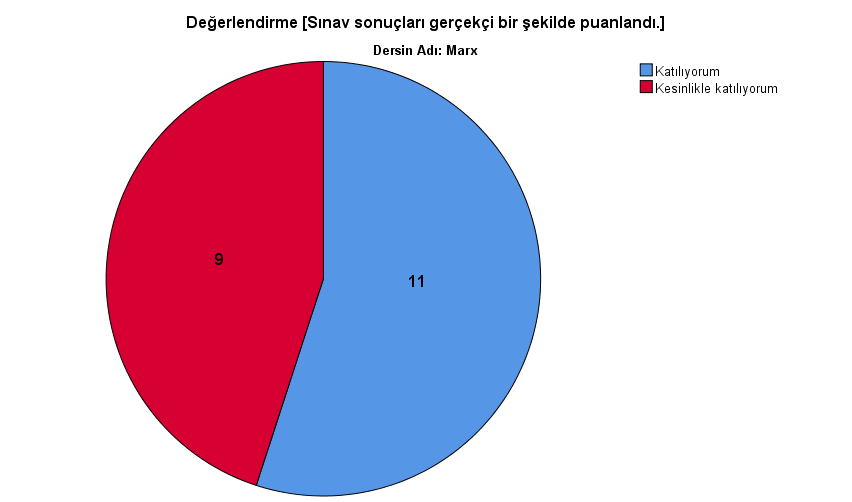 Değerlendirme [Sınav sonuçları gerçekçi bir şekilde puanlandı.]
Dersin Adı: Marx
Katılıyorum
Kesinlikle katılıyorum
9
11